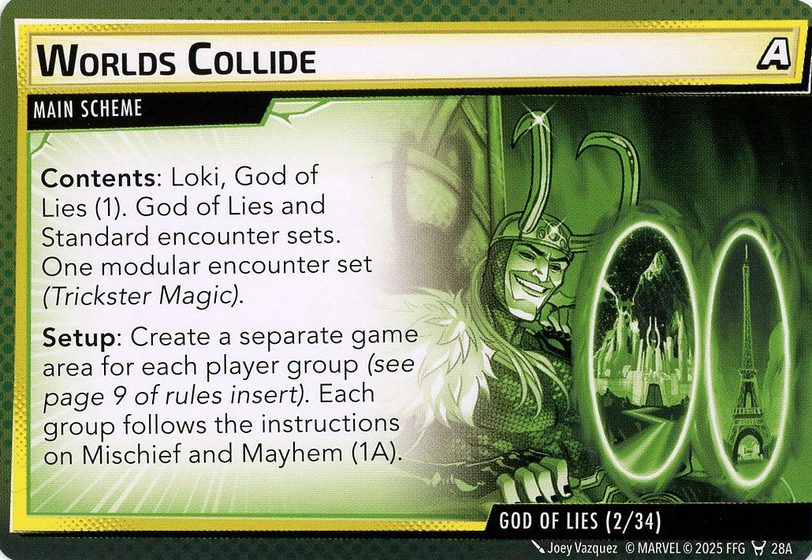 WORLDS COLLIDE
A
MAIN SCHEME
Contents: Loki, God of
Lies (1). God of Lies and
Standard encounter sets.
One modular encounter set
(Trickster Magic).
Setup: Create a separate game
area for each player group (see
page 9 of rules insert). Each
group follows the instructions
on Mischief and Mayhem (1A).
GOD OF LIES (2/34)
Joey Vazquez © MARVEL © 2025 FFG 28A